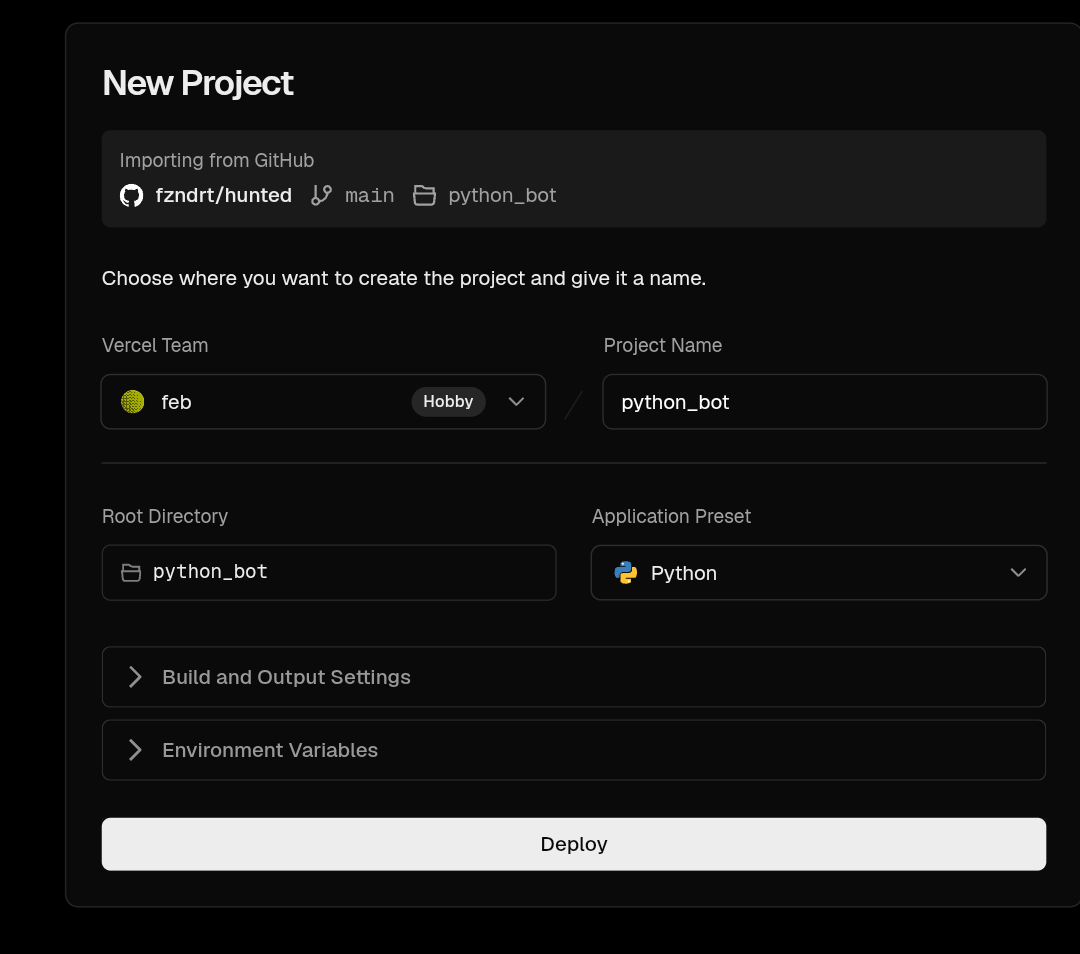 New Project
Importing from GitHub
fzndrt/hunted main python_bot
Choose where you want to create the project and give it a name.
Vercel Team
Project Name
feb Hobby
python_bot
Root Directory
Application Preset
python_bot
Python
Build and Output Settings
Environment Variables
Deploy